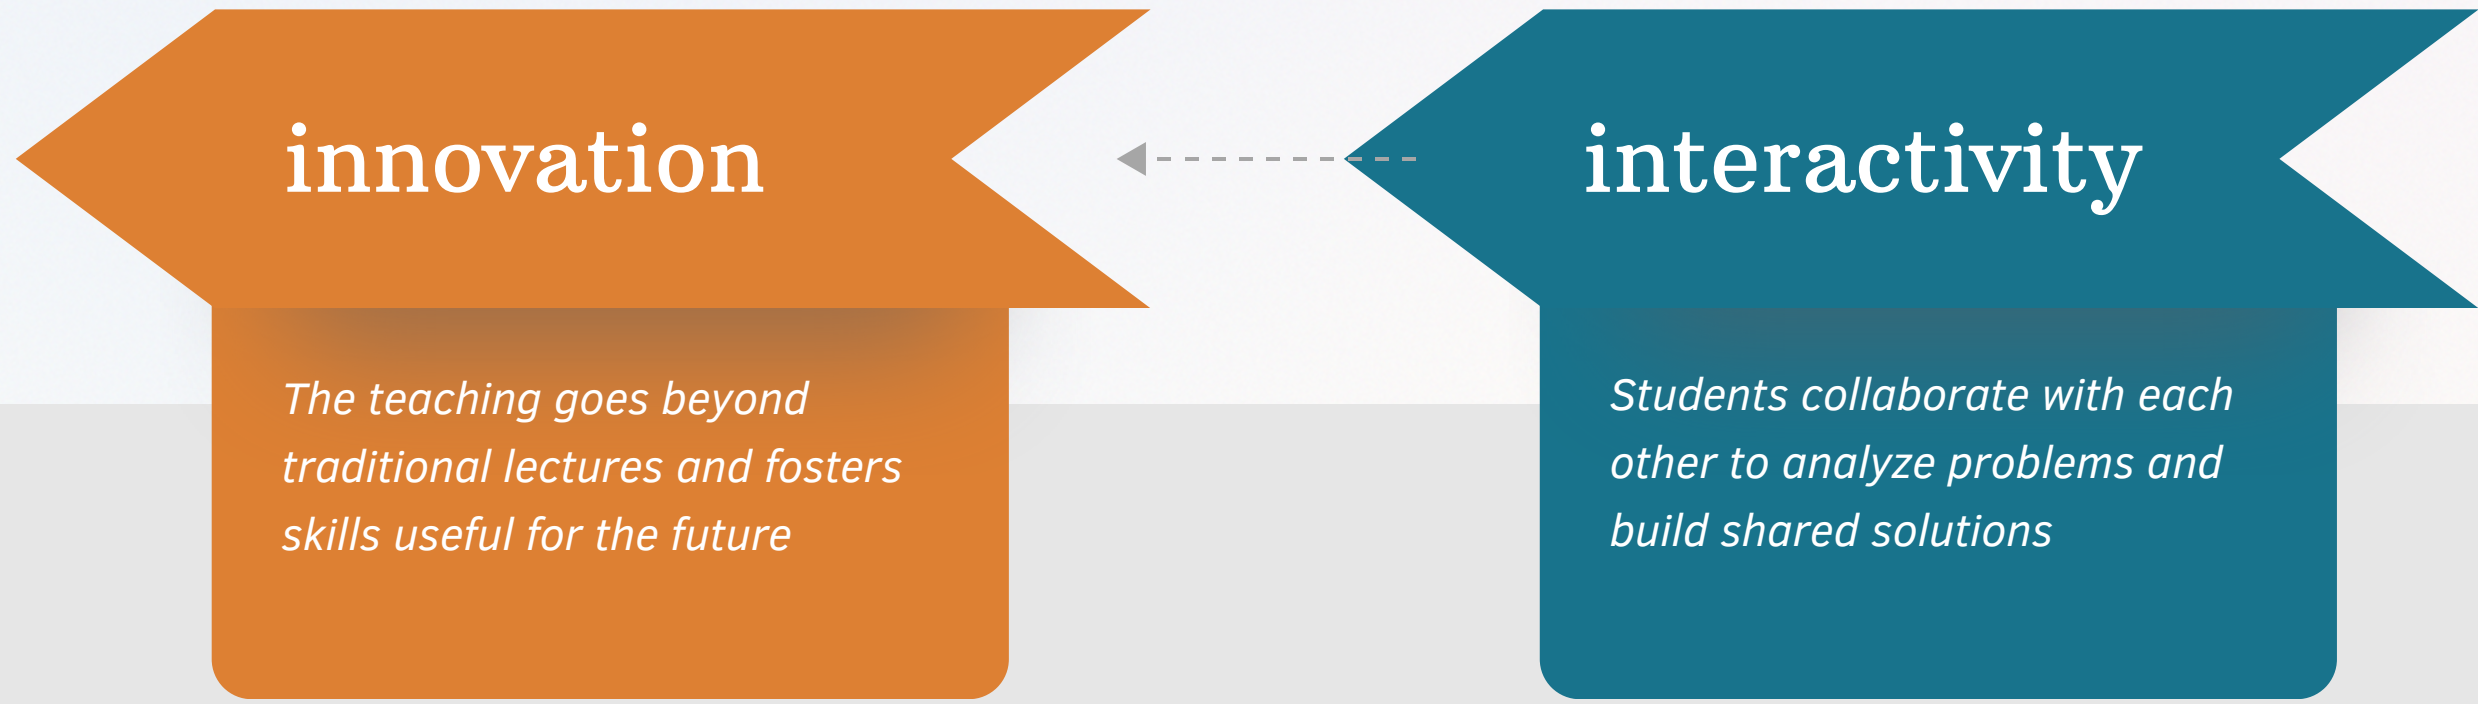 innovation
The teaching goes beyond
traditional lectures and fosters
skills useful for the future
interactivity
Students collaborate with each
other to analyze problems and
build shared solutions